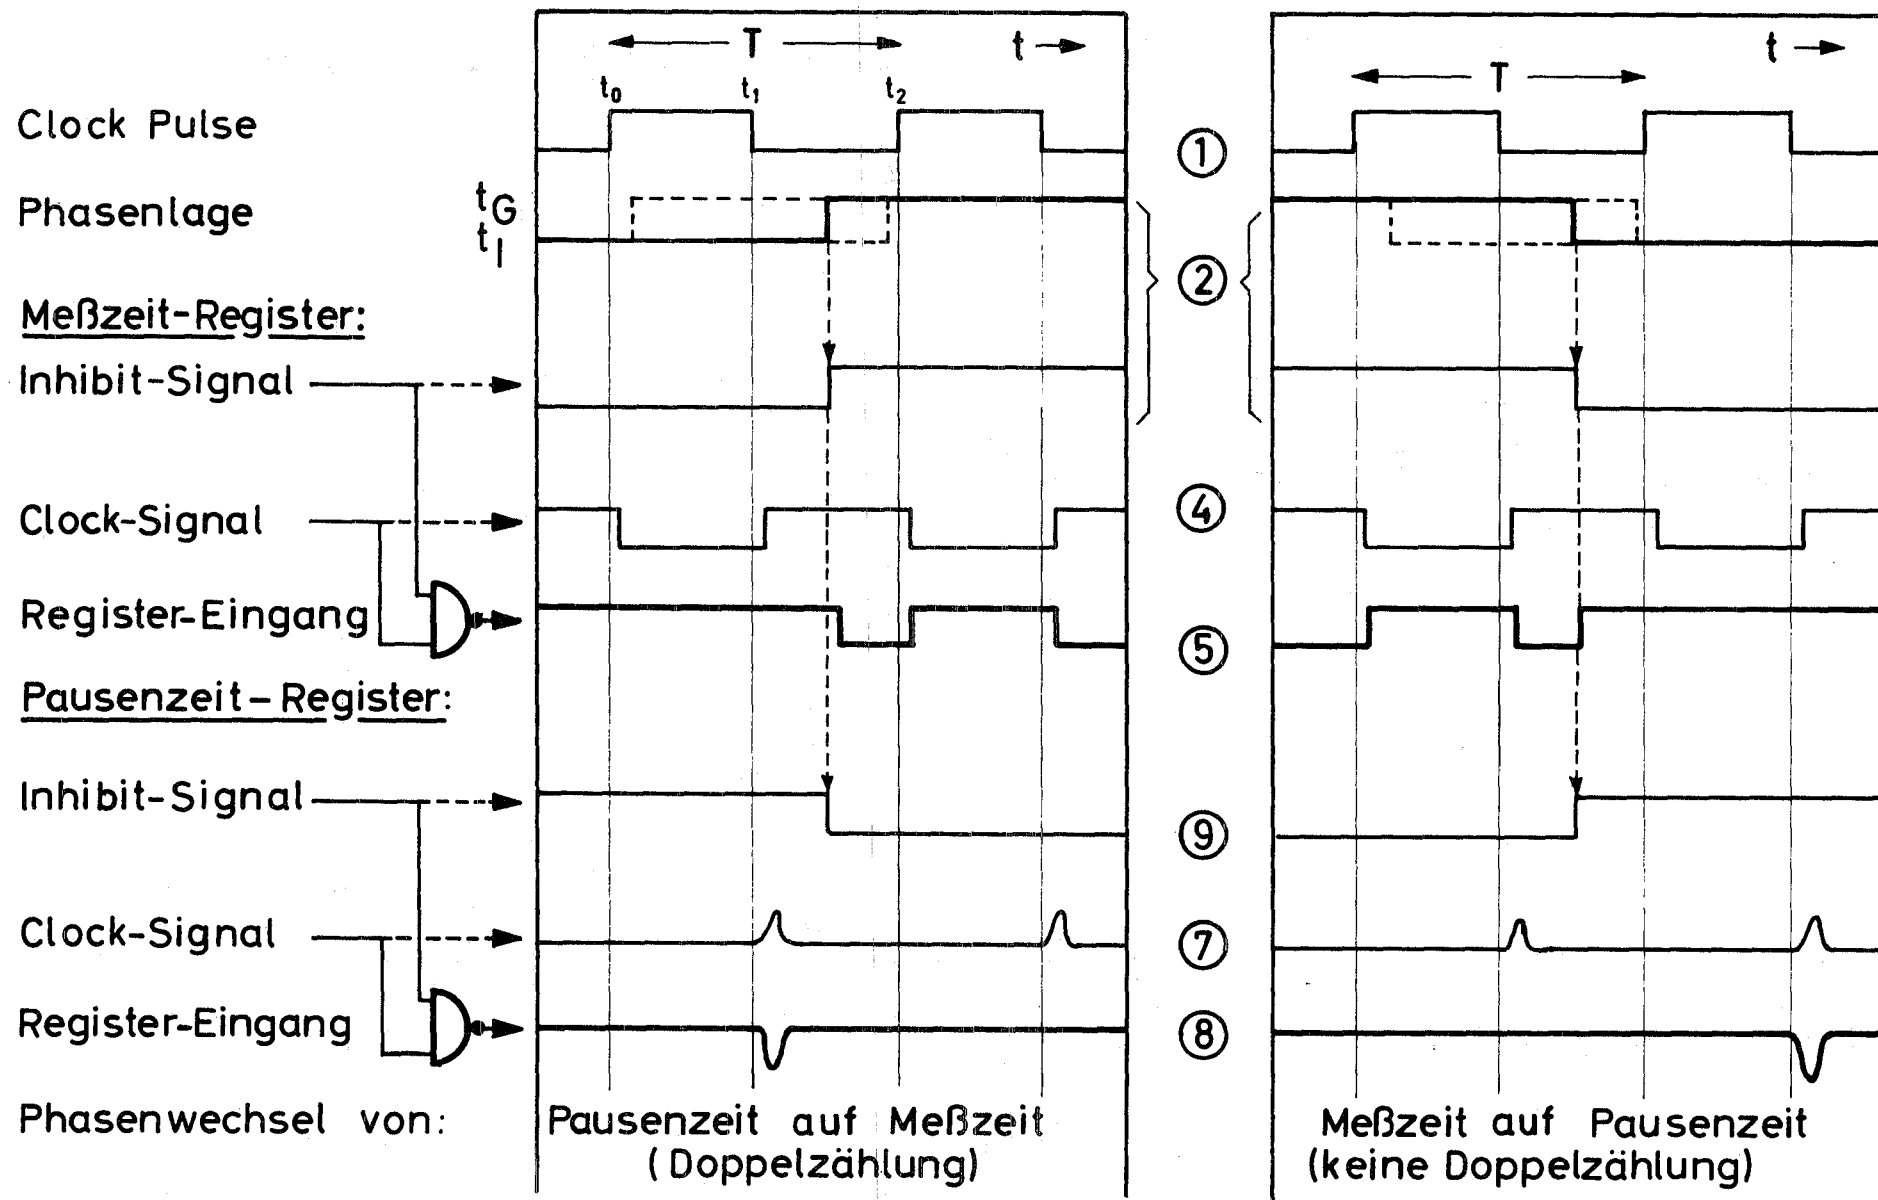 T t T t
t₀ t₁ t₂
Clock Pulse ①
Phasenlage t_G
t_I ②
Meßzeit-Register:
Inhibit-Signal
Clock-Signal ④
Register-Eingang ⑤
Pausenzeit-Register:
Inhibit-Signal ⑨
Clock-Signal ⑦
Register-Eingang ⑧
Phasenwechsel von: Pausenzeit auf Meßzeit Meßzeit auf Pausenzeit
(Doppelzählung) (keine Doppelzählung)